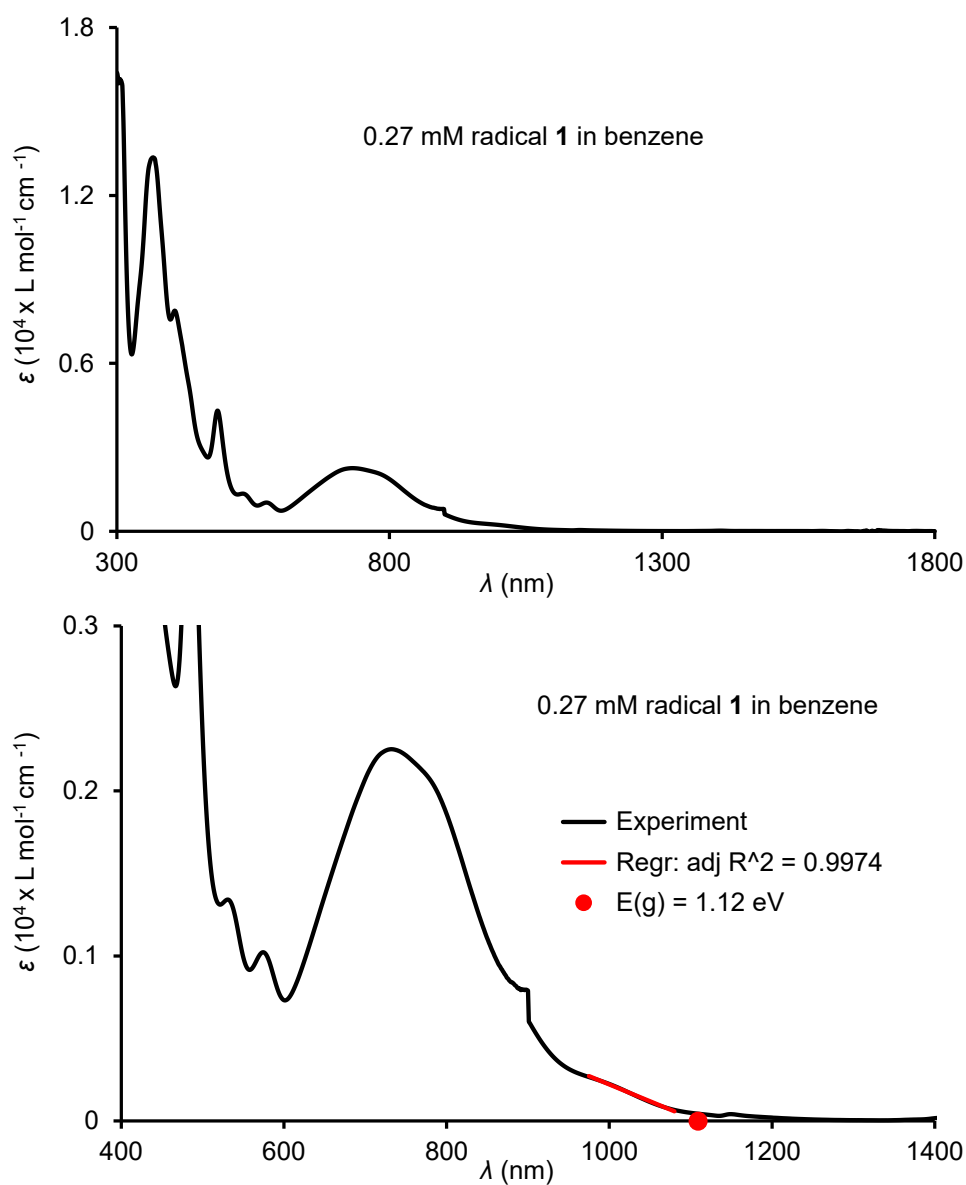 1.8
0.27 mM radical 1 in benzene
1.2
ε (10⁴ x L mol⁻¹ cm ⁻¹)
0.6
0
300 800 1300 1800
λ (nm)
0.3
0.27 mM radical 1 in benzene
0.2
ε (10⁴ x L mol⁻¹ cm ⁻¹)
Experiment
Regr: adj R^2 = 0.9974
E(g) = 1.12 eV
0.1
0
400 600 800 1000 1200 1400
λ (nm)